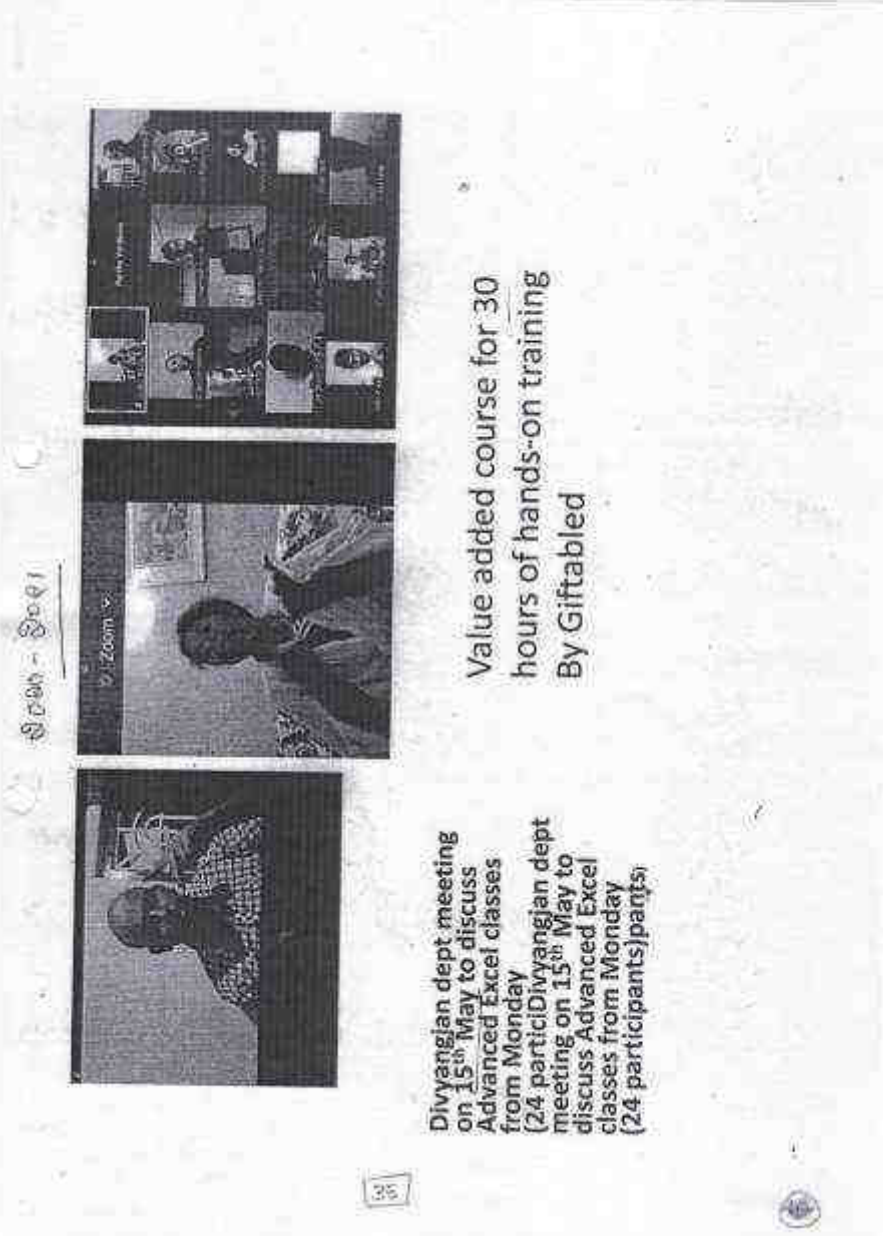 2020 - 2021
Zoom
Divyangjan dept meeting
on 15th May to discuss
Advanced Excel classes
from Monday
(24 particiDivyangjan dept
meeting on 15th May to
discuss Advanced Excel
classes from Monday
(24 participants)pants)
Value added course for 30
hours of hands-on training
By Giftabled
35